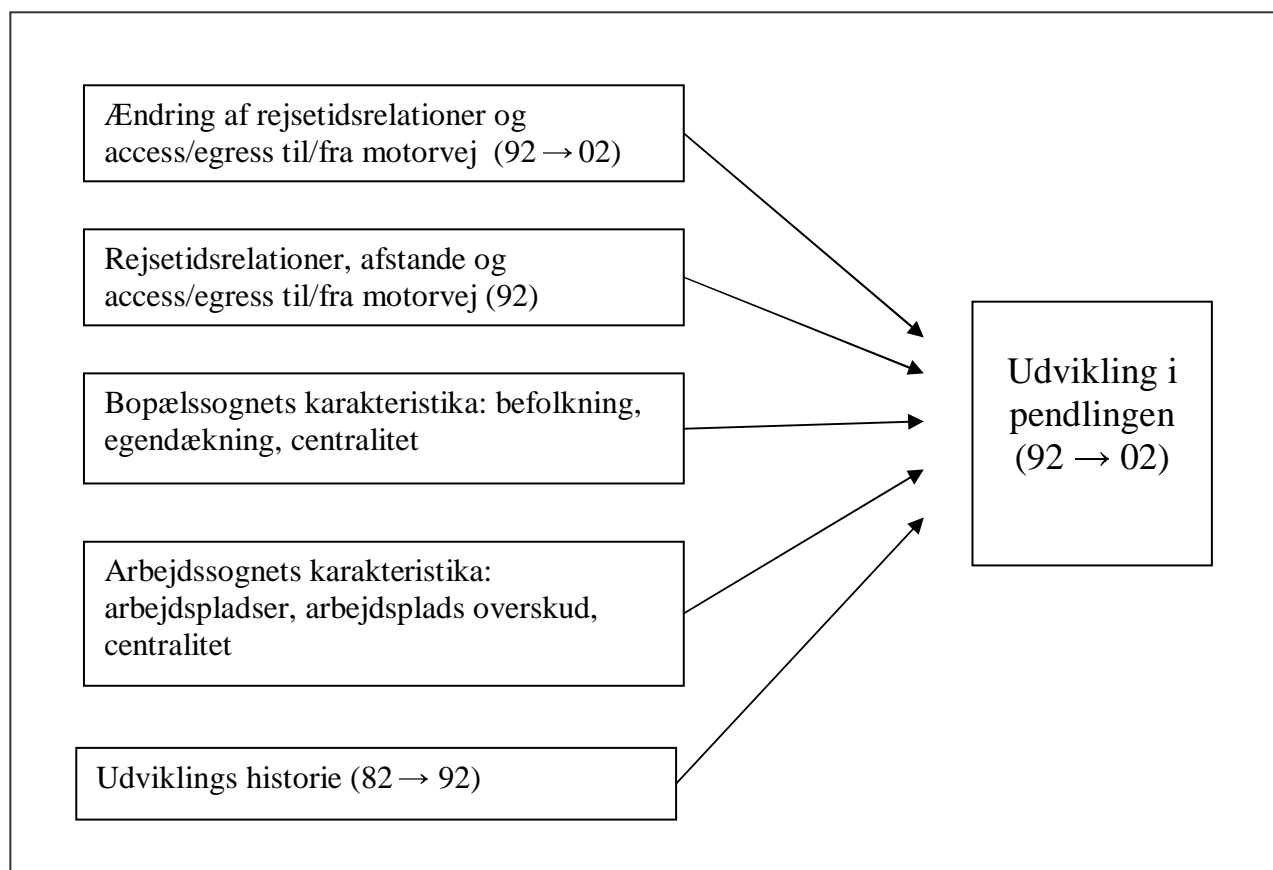 Ændring af rejsetidsrelationer og
access/egress til/fra motorvej (92 → 02)
Rejsetidsrelationer, afstande og
access/egress til/fra motorvej (92)
Bopælssognets karakteristika: befolkning,
egendækning, centralitet
Arbejdssognets karakteristika:
arbejdspladser, arbejdsplads overskud,
centralitet
Udviklings historie (82 → 92)
Udvikling i
pendlingen
(92 → 02)